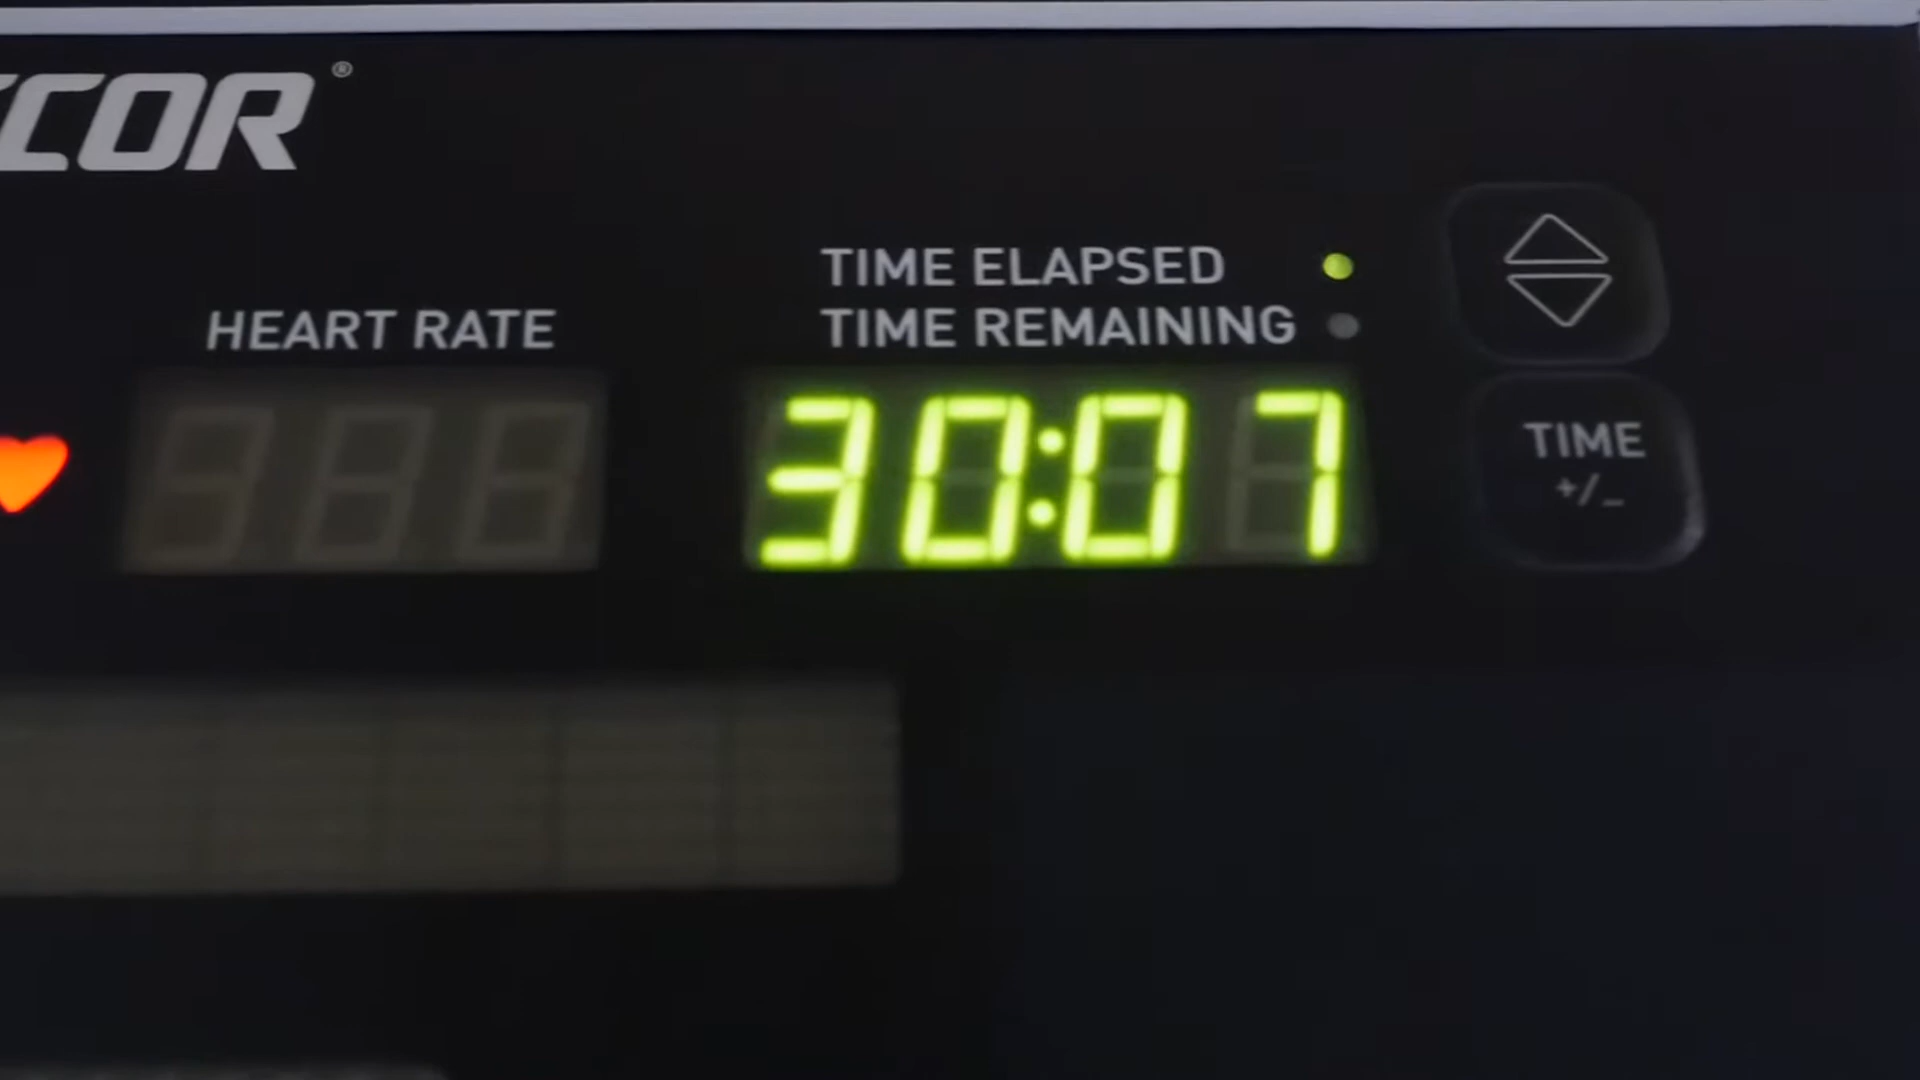 COR®
TIME ELAPSED
TIME REMAINING
HEART RATE
30:07
TIME
+/_